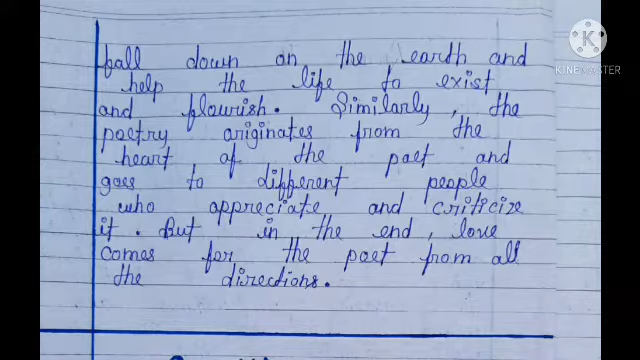 fall down on the earth and
help the life to exist
and flourish. Similarly, the
poetry originates from the
heart of the poet and
goes to different people
who appreciate and criticize
it. But in the end, love
comes for the poet from all
the directions.
KINEMASTER